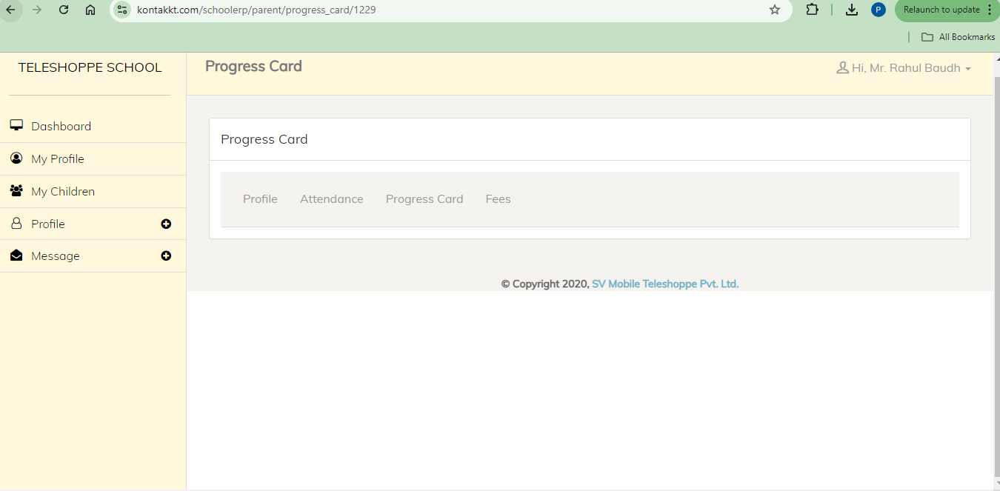 kontakkt.com/schoolerp/parent/progress_card/1229
P
Relaunch to update
All Bookmarks
TELESHOPPE SCHOOL
Progress Card
Hi, Mr. Rahul Baudh
Dashboard
My Profile
My Children
Profile
Message
Progress Card
Profile Attendance Progress Card Fees
© Copyright 2020, SV Mobile Teleshoppe Pvt. Ltd.